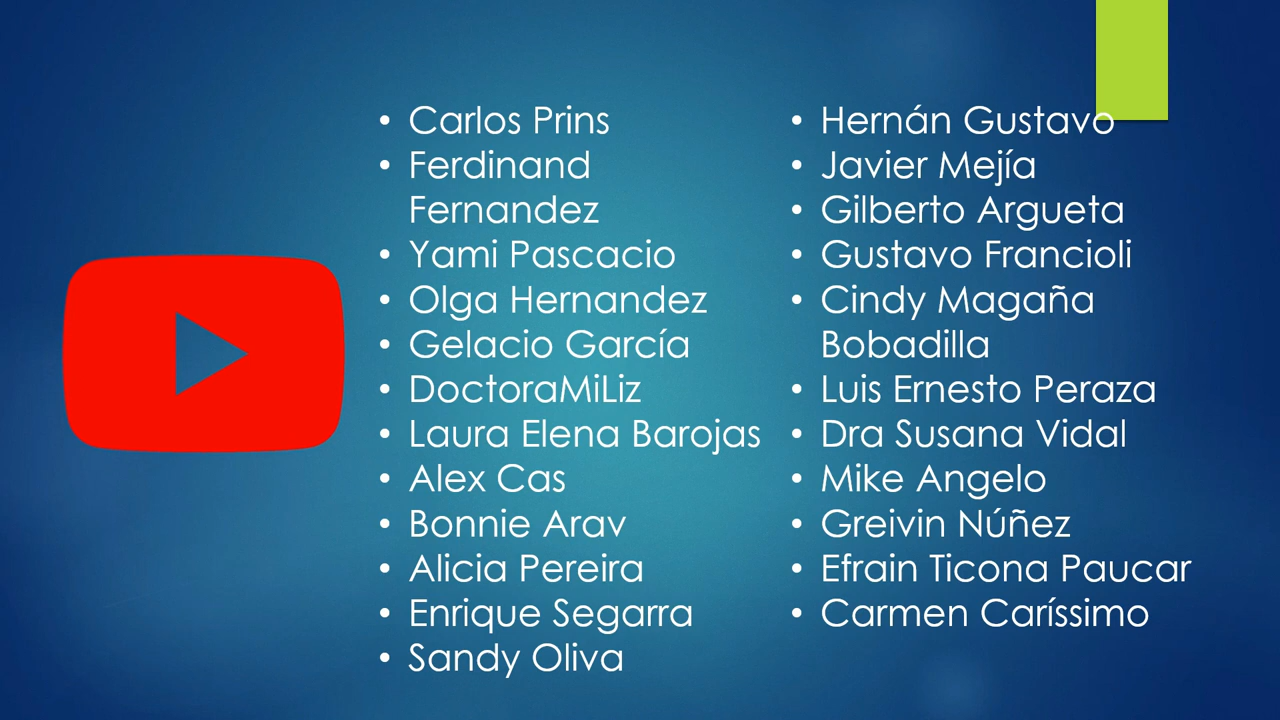 • Carlos Prins
• Ferdinand
Fernandez
• Yami Pascacio
• Olga Hernandez
• Gelacio García
• DoctoraMiLiz
• Laura Elena Barojas
• Alex Cas
• Bonnie Arav
• Alicia Pereira
• Enrique Segarra
• Sandy Oliva
• Hernán Gustavo
• Javier Mejía
• Gilberto Argueta
• Gustavo Francioli
• Cindy Magaña
Bobadilla
• Luis Ernesto Peraza
• Dra Susana Vidal
• Mike Angelo
• Greivin Núñez
• Efrain Ticona Paucar
• Carmen Caríssimo